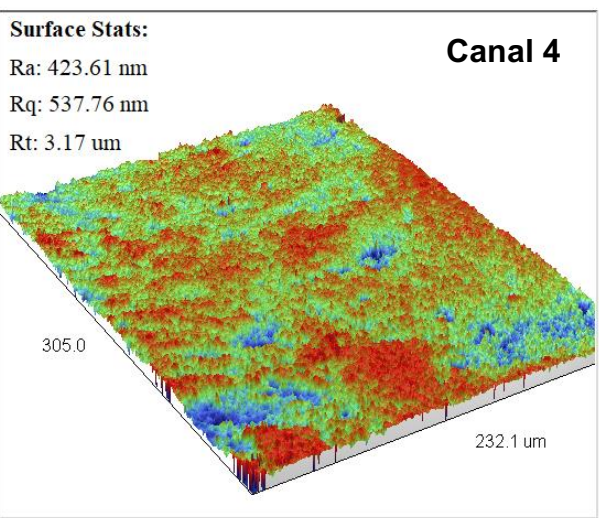 Surface Stats:
Canal 4
Ra: 423.61 nm
Rq: 537.76 nm
Rt: 3.17 um
305.0
232.1 um